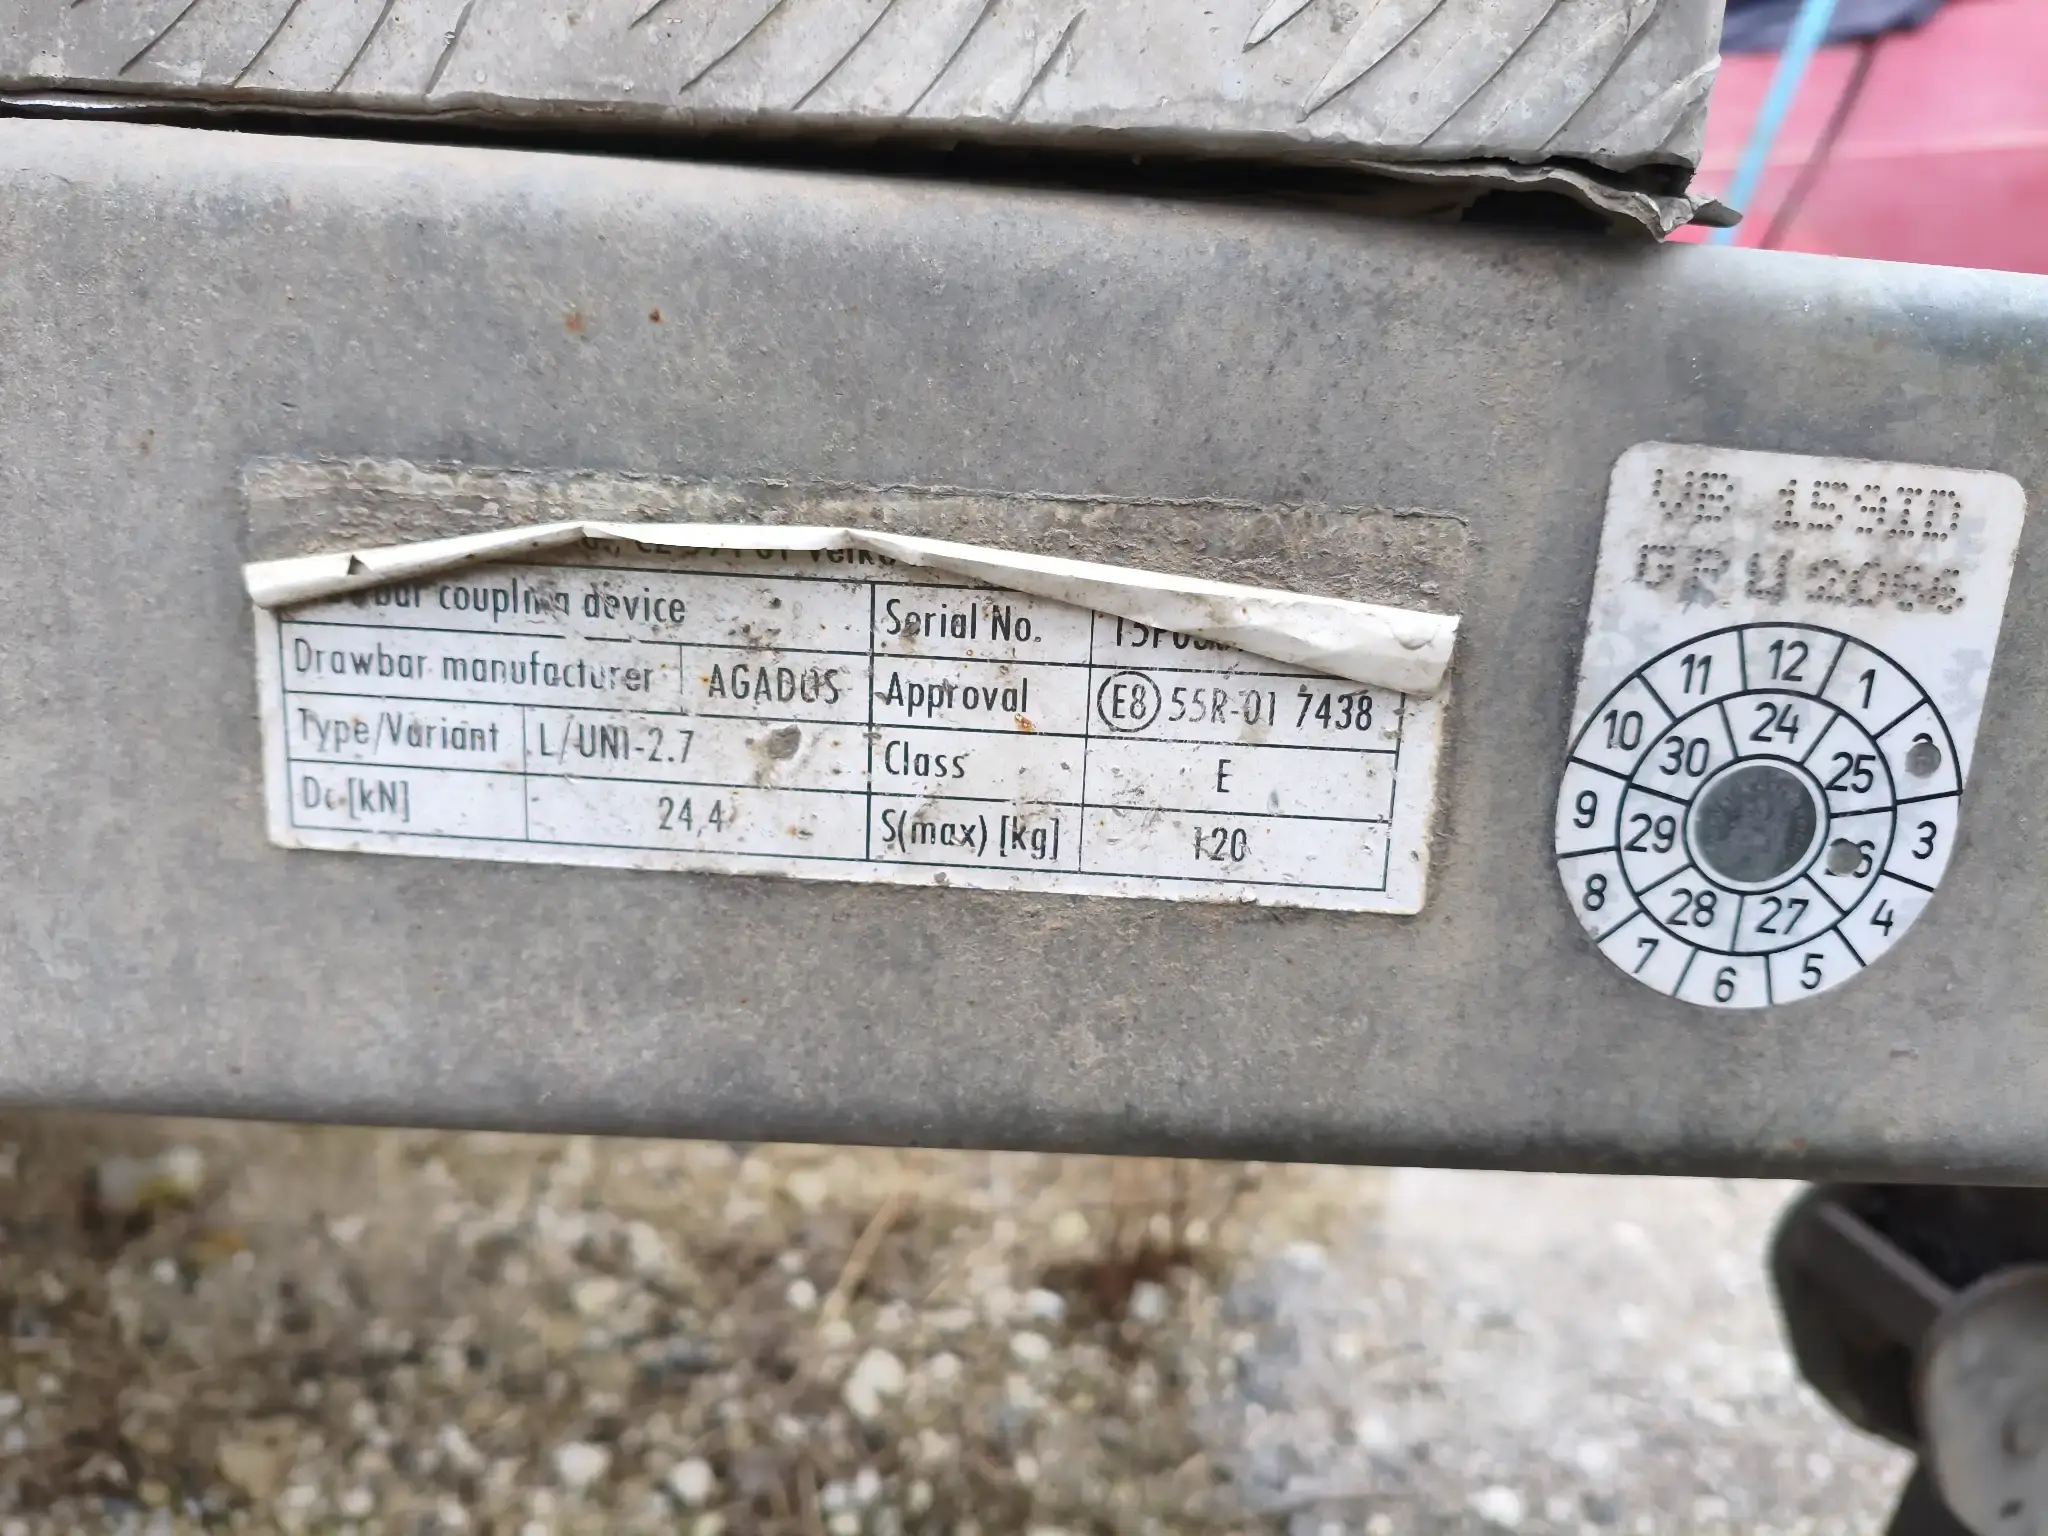 coupling device
Serial No.
Drawbar manufacturer
AGADOS
Approval
E8 55R-01 7438
Type/Variant
L/UNI-2.7
Class
E
Dc [kN]
24,4
S(max) [kg]
120
VB 159ID
12
1
3
4
5
6
7
8
9
10
11
24
25
27
28
29
30